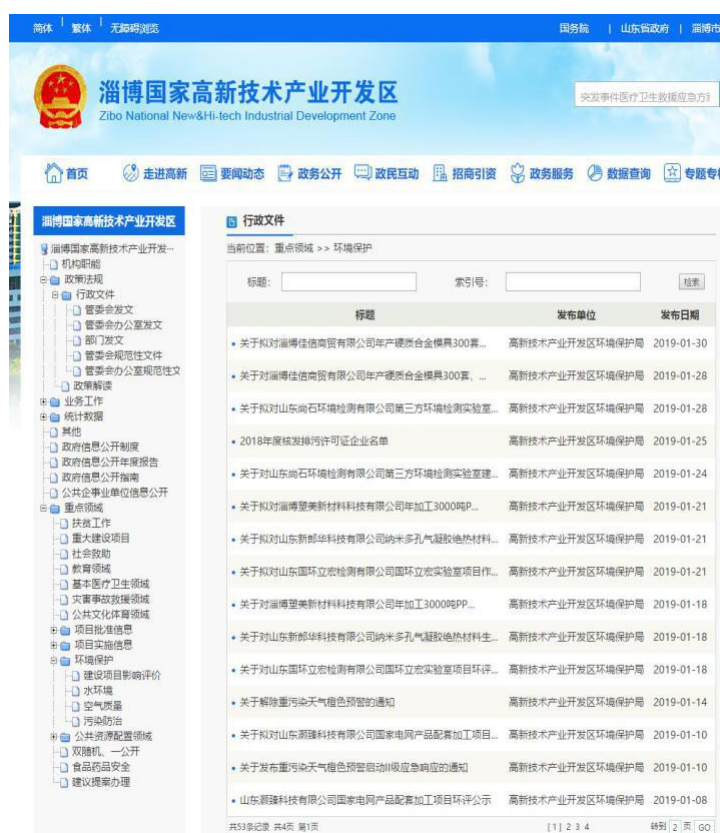 简体 | 繁体 | 无障碍浏览
国务院 | 山东省政府 | 淄博市
淄博国家高新技术产业开发区
Zibo National New&Hi-tech Industrial Development Zone
突发事件医疗卫生救援应急方
首页 走进高新 要闻动态 政务公开 政民互动 招商引资 政务服务 数据查询 专题专
淄博国家高新技术产业开发区
淄博国家高新技术产业开发…
机构职能
政策法规
行政文件
管委会发文
管委会办公室发文
部门发文
管委会规范性文件
管委会办公室规范性文
政策解读
业务工作
统计数据
其他
政府信息公开制度
政府信息公开年度报告
政府信息公开指南
公共企事业单位信息公开
重点领域
扶贫工作
重大建设项目
社会救助
教育领域
基本医疗卫生领域
灾害事故救援领域
公共文化体育领域
项目批准信息
项目实施信息
环境保护
建设项目影响评价
水环境
空气质量
污染防治
公共资源配置领域
双随机、一公开
食品药品安全
建议提案办理
行政文件
当前位置：重点领域 >> 环境保护
标题： 索引号： 检索
标题 发布单位 发布日期
• 关于拟对淄博佳信商贸有限公司年产硬质合金模具300套... 高新技术产业开发区环境保护局 2019-01-30
• 关于对淄博佳信商贸有限公司年产硬质合金模具300套、... 高新技术产业开发区环境保护局 2019-01-28
• 关于拟对山东尚石环境检测有限公司第三方环境检测实验室... 高新技术产业开发区环境保护局 2019-01-28
• 2018年度核发排污许可证企业名单 高新技术产业开发区环境保护局 2019-01-25
• 关于对山东尚石环境检测有限公司第三方环境检测实验室建... 高新技术产业开发区环境保护局 2019-01-24
• 关于拟对淄博塑美新材料科技有限公司年加工3000吨P... 高新技术产业开发区环境保护局 2019-01-21
• 关于拟对山东新郎华科技有限公司纳米多孔气凝胶绝热材料... 高新技术产业开发区环境保护局 2019-01-21
• 关于拟对山东国环立宏检测有限公司国环立宏实验室项目作... 高新技术产业开发区环境保护局 2019-01-21
• 关于对淄博塑美新材料科技有限公司年加工3000吨PP... 高新技术产业开发区环境保护局 2019-01-18
• 关于对山东新郎华科技有限公司纳米多孔气凝胶绝热材料生... 高新技术产业开发区环境保护局 2019-01-18
• 关于对山东国环立宏检测有限公司国环立宏实验室项目环评... 高新技术产业开发区环境保护局 2019-01-18
• 关于解除重污染天气橙色预警的通知 高新技术产业开发区环境保护局 2019-01-14
• 关于拟对山东灏臻科技有限公司国家电网产品配套加工项目... 高新技术产业开发区环境保护局 2019-01-10
• 关于发布重污染天气橙色预警启动II级应急响应的通知 高新技术产业开发区环境保护局 2019-01-10
• 山东灏臻科技有限公司国家电网产品配套加工项目环评公示 高新技术产业开发区环境保护局 2019-01-08
共53条记录 共4页 第1页 [1] 2 3 4 转到 2 页 GO